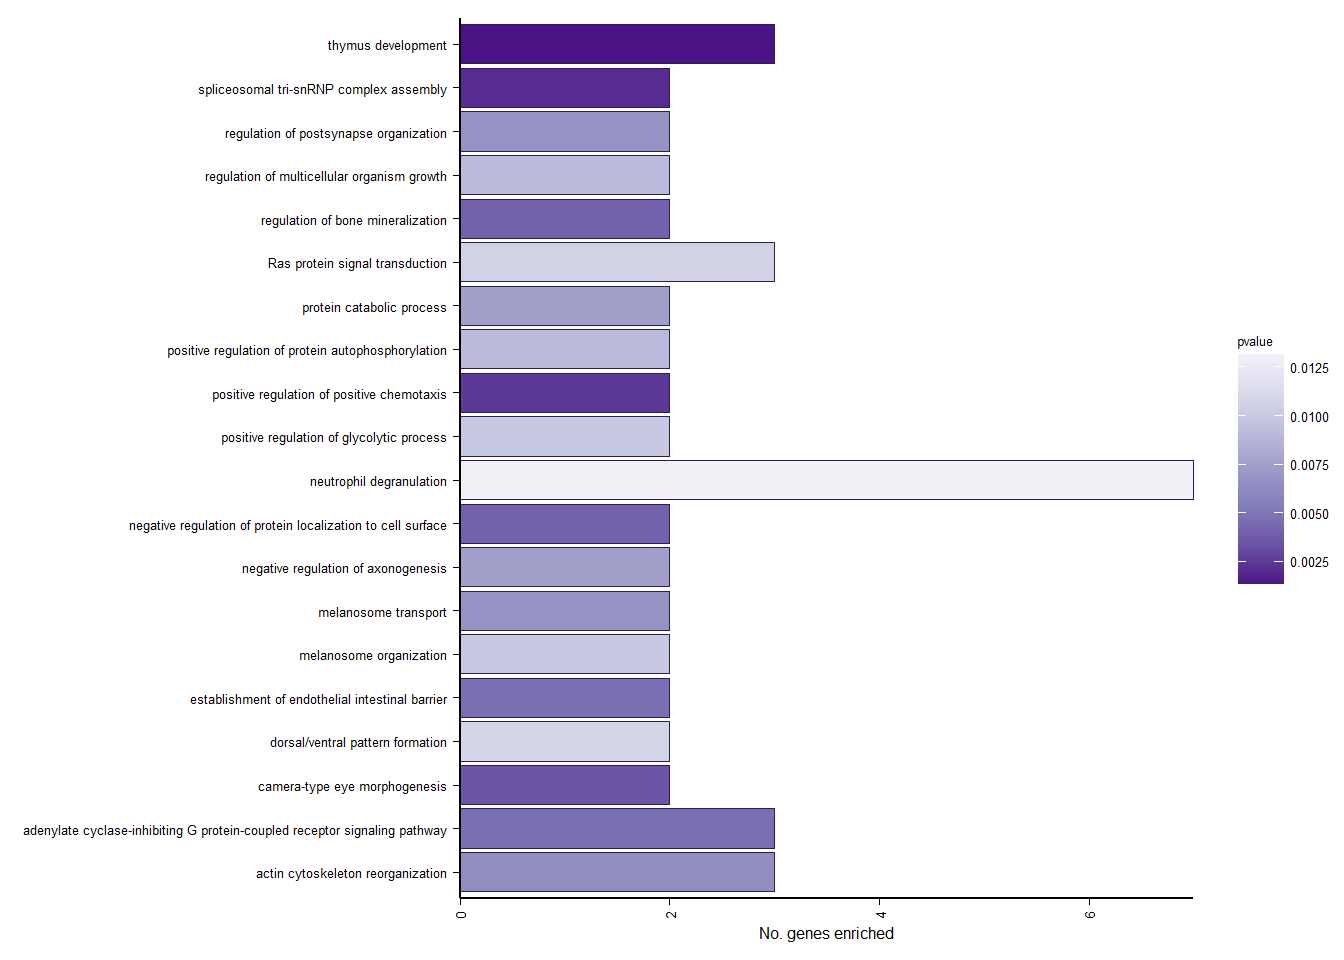 thymus development
spliceosomal tri-snRNP complex assembly
regulation of postsynapse organization
regulation of multicellular organism growth
regulation of bone mineralization
Ras protein signal transduction
protein catabolic process
positive regulation of protein autophosphorylation
positive regulation of positive chemotaxis
positive regulation of glycolytic process
neutrophil degranulation
negative regulation of protein localization to cell surface
negative regulation of axonogenesis
melanosome transport
melanosome organization
establishment of endothelial intestinal barrier
dorsal/ventral pattern formation
camera-type eye morphogenesis
adenylate cyclase-inhibiting G protein-coupled receptor signaling pathway
actin cytoskeleton reorganization
0
2
4
6
No. genes enriched
pvalue
0.0125
0.0100
0.0075
0.0050
0.0025